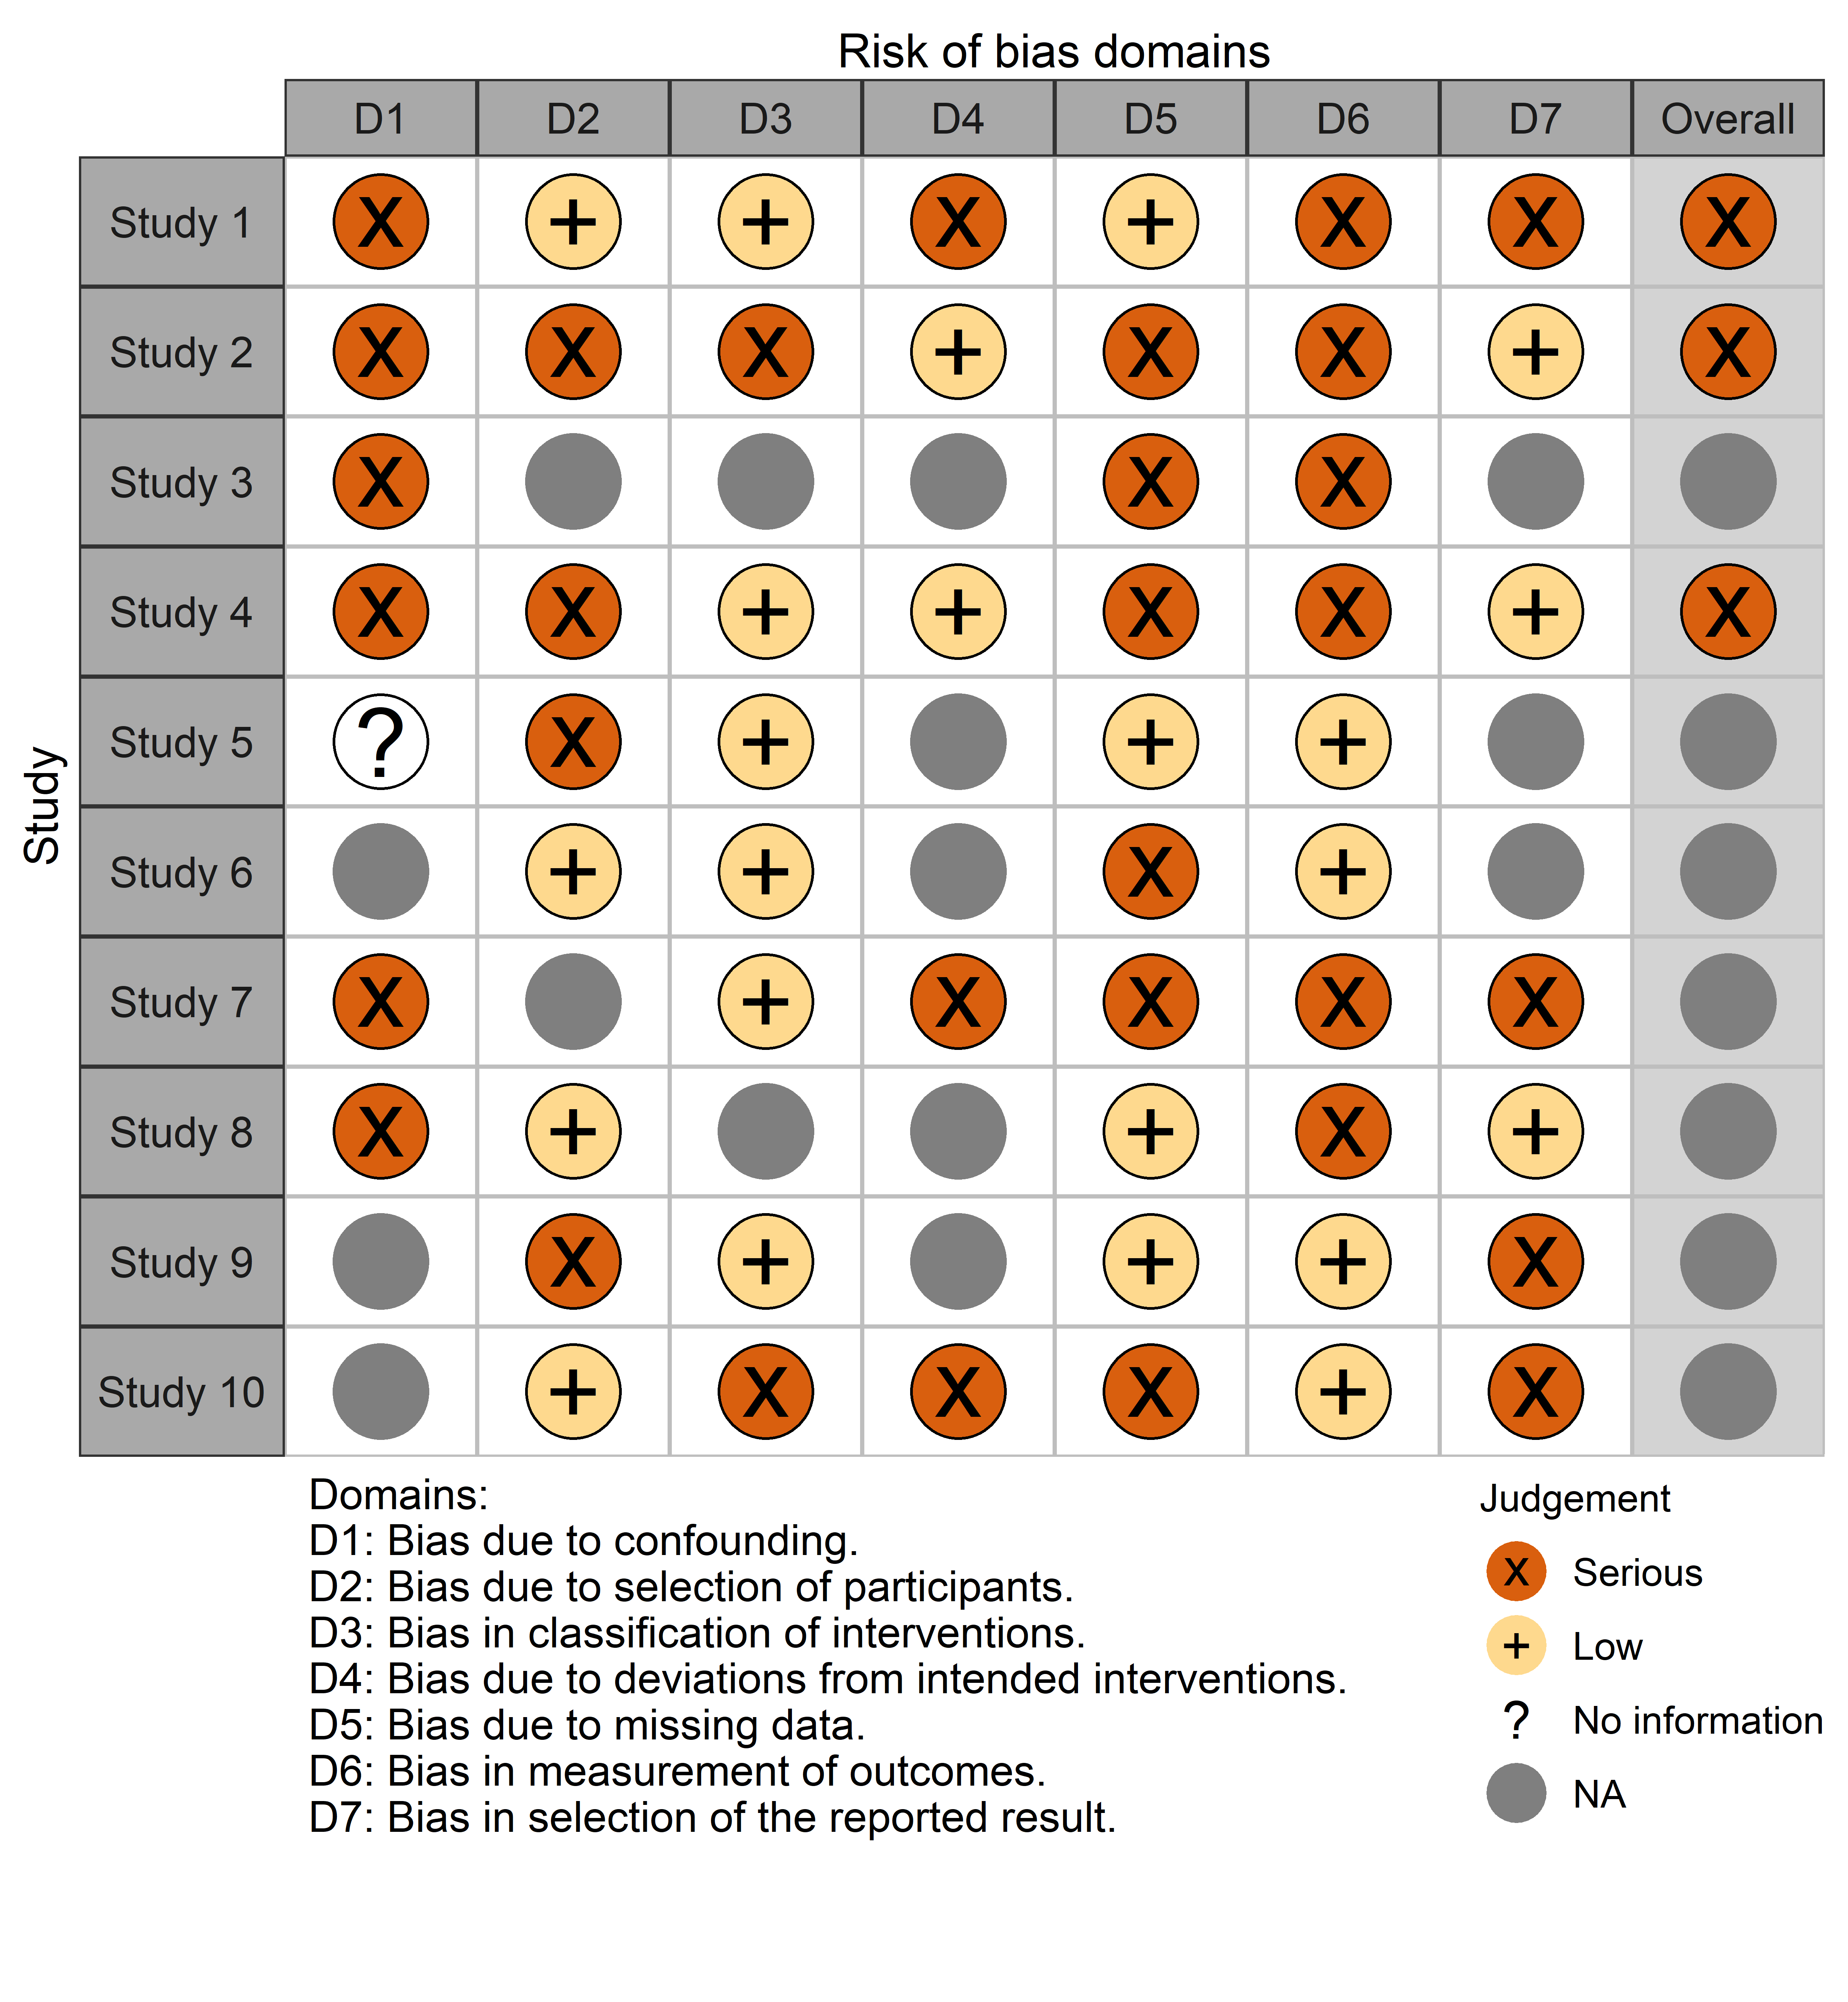 Risk of bias domains
D1 D2 D3 D4 D5 D6 D7 Overall
Study 1 X + + X + X X X
Study 2 X X X + X X + X
Study 3 X X X
Study 4 X X + + X X + X
Study 5 ? X + + +
Study 6 + + X +
Study 7 X + X X X X
Study 8 X + + X +
Study 9 X + + + X
Study 10 + X X X + X
Study
Domains:
D1: Bias due to confounding.
D2: Bias due to selection of participants.
D3: Bias in classification of interventions.
D4: Bias due to deviations from intended interventions.
D5: Bias due to missing data.
D6: Bias in measurement of outcomes.
D7: Bias in selection of the reported result.
Judgement
X Serious
+ Low
? No information
NA